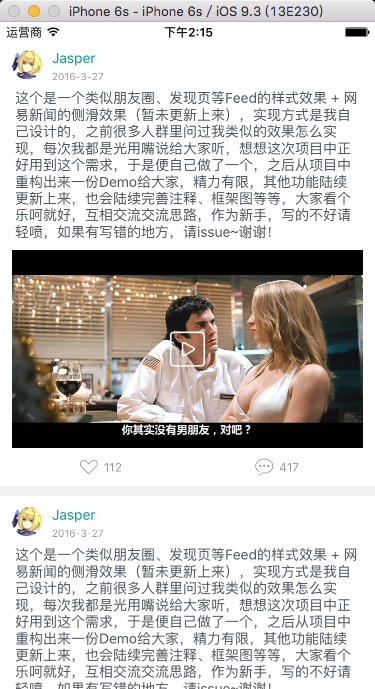 iPhone 6s - iPhone 6s / iOS 9.3 (13E230)
运营商 下午2:15
Jasper
2016-3-27
这个是一个类似朋友圈、发现页等Feed的样式效果 + 网
易新闻的侧滑效果（暂未更新上来），实现方式是我自
己设计的，之前很多人群里问过我类似的效果怎么实
现，每次我都是光用嘴说给大家听，想想这次项目中正
好用到这个需求，于是便自己做了一个，之后从项目中
重构出来一份Demo给大家，精力有限，其他功能陆续
更新上来，也会陆续完善注释、框架图等等，大家看个
乐呵就好，互相交流交流思路，作为新手，写的不好请
轻喷，如果有写错的地方，请issue~谢谢！
你其实没有男朋友，对吧？
112 417
Jasper
2016-3-27
这个是一个类似朋友圈、发现页等Feed的样式效果 + 网
易新闻的侧滑效果（暂未更新上来），实现方式是我自
己设计的，之前很多人群里问过我类似的效果怎么实
现，每次我都是光用嘴说给大家听，想想这次项目中正
好用到这个需求，于是便自己做了一个，之后从项目中
重构出来一份Demo给大家，精力有限，其他功能陆续
更新上来，也会陆续完善注释、框架图等等，大家看个
乐呵就好，互相交流交流思路，作为新手，写的不好请